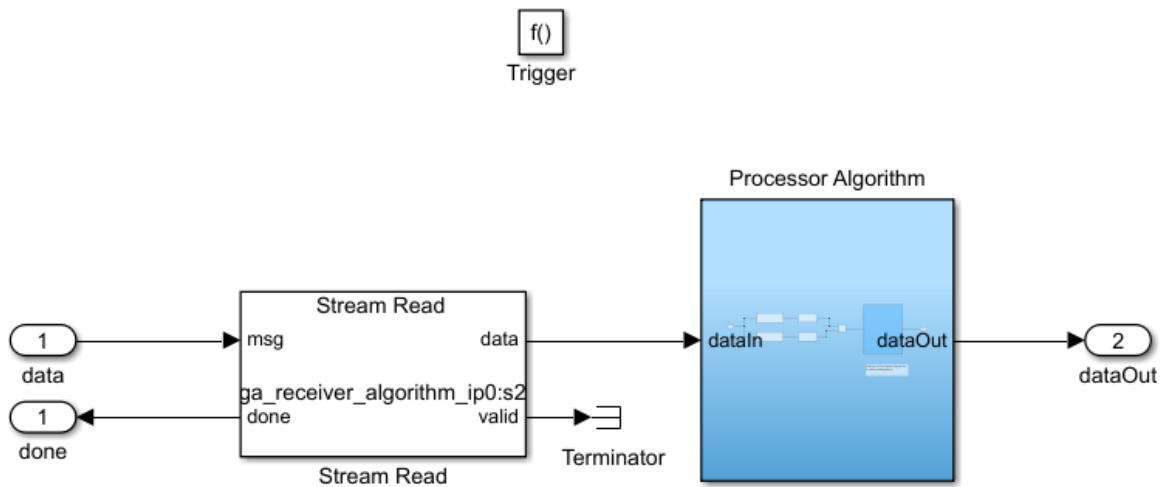 f()
Trigger
Processor Algorithm
Stream Read
1
msg
data
dataIn
dataOut
2
data
dataOut
ga_receiver_algorithm_ip0:s2
1
done
valid
done
Terminator
Stream Read